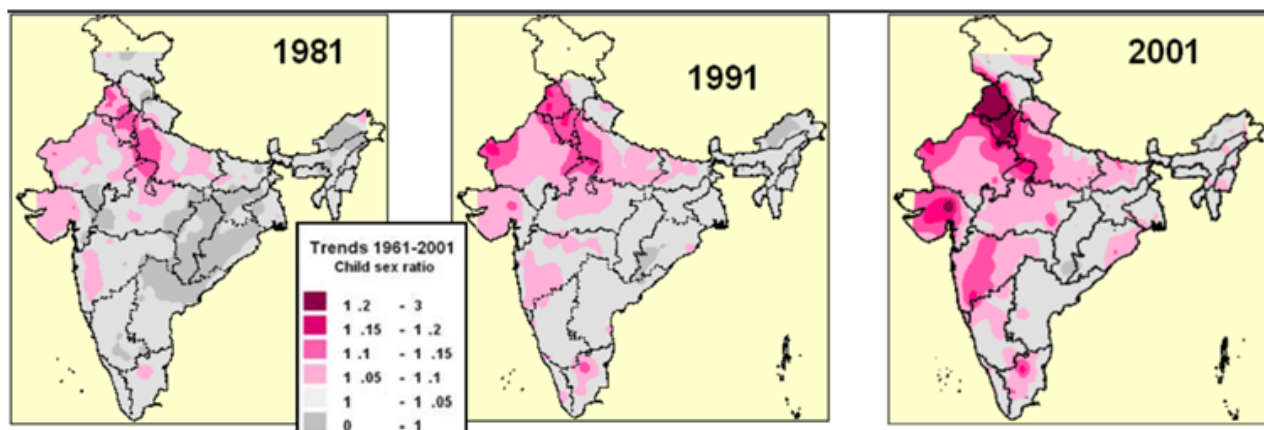 1981
1991
2001
Trends 1961-2001
Child sex ratio
1 .2 - 3
1 .15 - 1 .2
1 .1 - 1 .15
1 .05 - 1 .1
1 - 1 .05
0 - 1